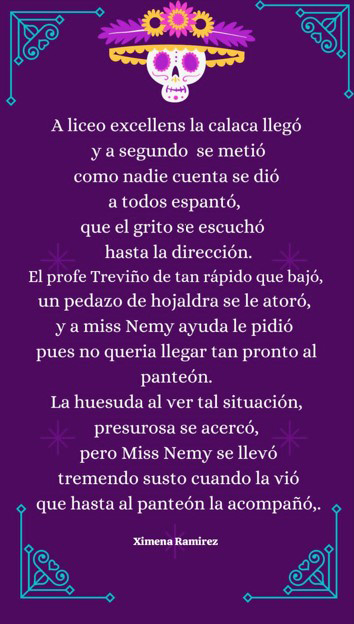 A liceo excellens la calaca llegó
y a segundo se metió
como nadie cuenta se dió
a todos espantó,
que el grito se escuchó
hasta la dirección.
El profe Treviño de tan rápido que bajó,
un pedazo de hojaldra se le atoró,
y a miss Nemy ayuda le pidió
pues no queria llegar tan pronto al
panteón.
La huesuda al ver tal situación,
presurosa se acercó,
pero Miss Nemy se llevó
tremendo susto cuando la vió
que hasta al panteón la acompañó,.
Ximena Ramirez